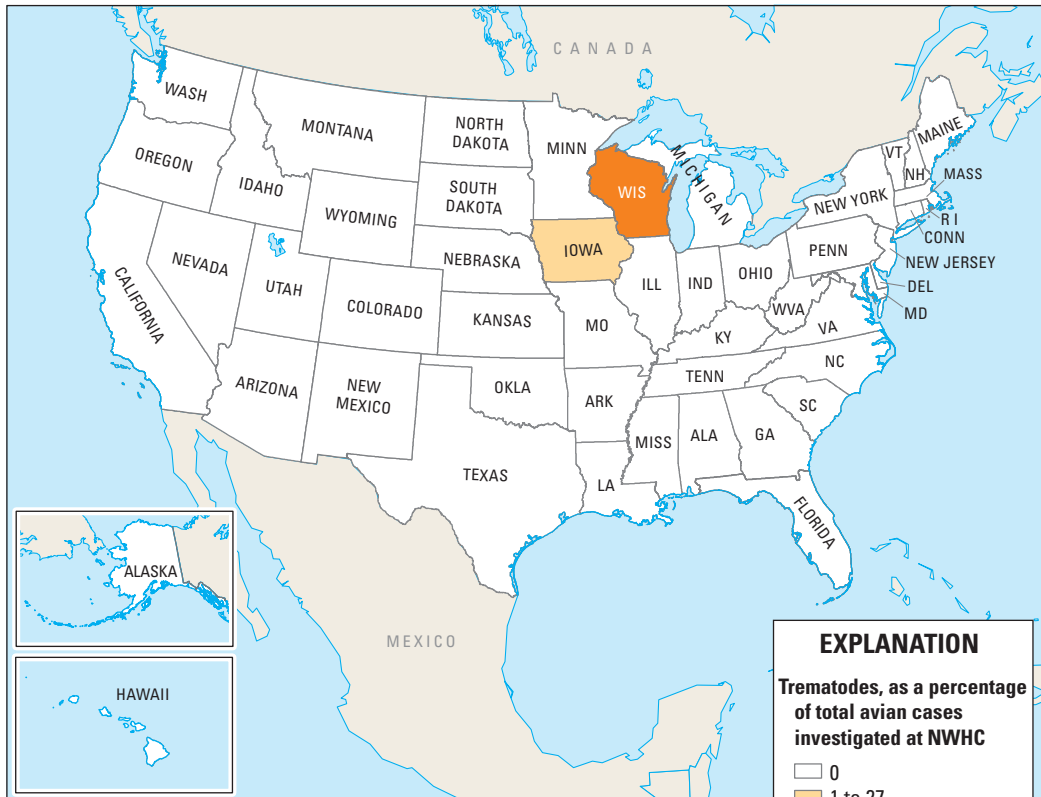 CANADA
WASH
MONTANA
NORTH
DAKOTA
MINN
MICHIGAN
MAINE
VT
NH
MASS
OREGON
IDAHO
WYOMING
SOUTH
DAKOTA
WIS
NEW YORK
R I
CONN
NEW JERSEY
DEL
MD
IOWA
NEBRASKA
NEVADA
UTAH
COLORADO
KANSAS
CALIFORNIA
ILL
IND
OHIO
PENN
WVA
VA
MO
KY
NC
TENN
ARIZONA
NEW
MEXICO
OKLA
ARK
SC
MISS
ALA
GA
TEXAS
LA
FLORIDA
ALASKA
HAWAII
MEXICO
EXPLANATION
Trematodes, as a percentage
of total avian cases
investigated at NWHC
0
1 to 27